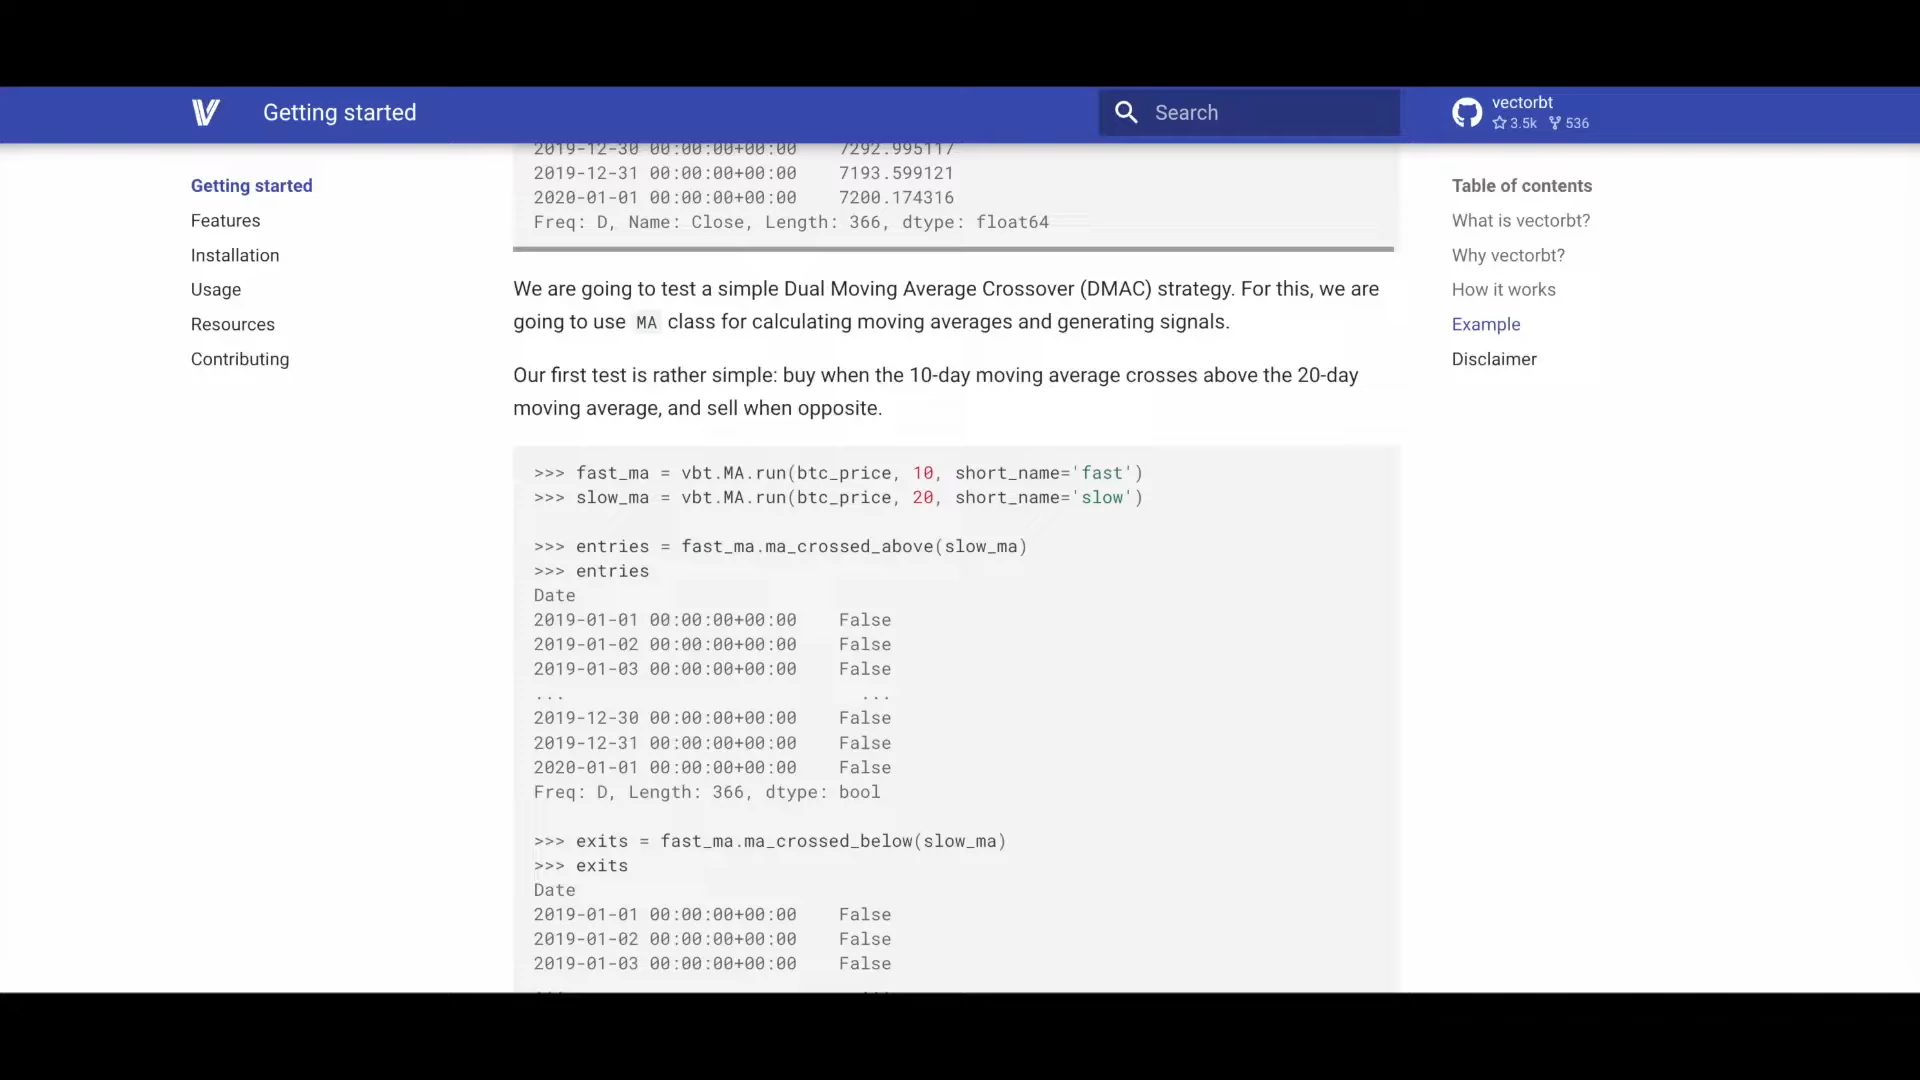 Getting started
Search
vectorbt
3.5k 536
Getting started
Features
Installation
Usage
Resources
Contributing
2019-12-30 00:00:00+00:00    7292.995117
2019-12-31 00:00:00+00:00    7193.599121
2020-01-01 00:00:00+00:00    7200.174316
Freq: D, Name: Close, Length: 366, dtype: float64
We are going to test a simple Dual Moving Average Crossover (DMAC) strategy. For this, we are
going to use MA class for calculating moving averages and generating signals.
Our first test is rather simple: buy when the 10-day moving average crosses above the 20-day
moving average, and sell when opposite.
>>> fast_ma = vbt.MA.run(btc_price, 10, short_name='fast')
>>> slow_ma = vbt.MA.run(btc_price, 20, short_name='slow')
>>> entries = fast_ma.ma_crossed_above(slow_ma)
>>> entries
Date
2019-01-01 00:00:00+00:00    False
2019-01-02 00:00:00+00:00    False
2019-01-03 00:00:00+00:00    False
...                            ...
2019-12-30 00:00:00+00:00    False
2019-12-31 00:00:00+00:00    False
2020-01-01 00:00:00+00:00    False
Freq: D, Length: 366, dtype: bool
>>> exits = fast_ma.ma_crossed_below(slow_ma)
>>> exits
Date
2019-01-01 00:00:00+00:00    False
2019-01-02 00:00:00+00:00    False
2019-01-03 00:00:00+00:00    False
Table of contents
What is vectorbt?
Why vectorbt?
How it works
Example
Disclaimer